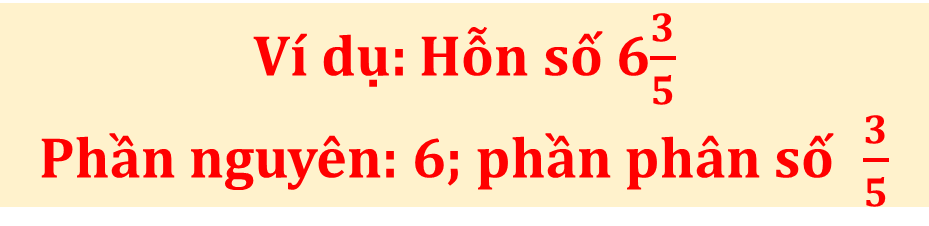 Ví dụ: Hỗn số 6 3/5
Phần nguyên: 6; phần phân số 3/5